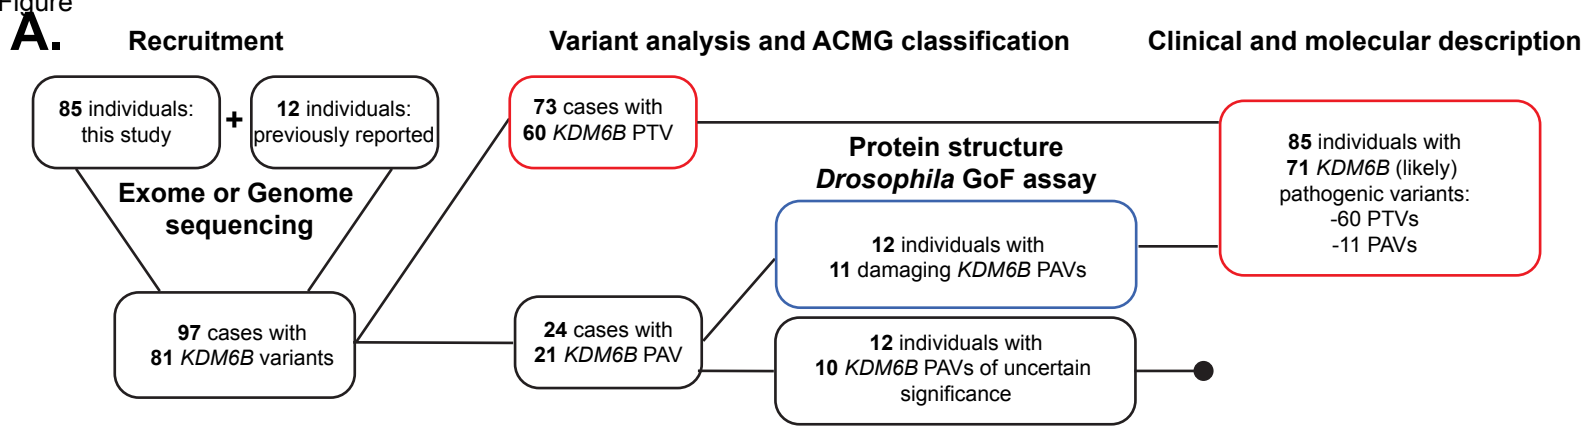 Figure
A.
Recruitment
Variant analysis and ACMG classification
Clinical and molecular description
85 individuals:
this study
+
12 individuals:
previously reported
Exome or Genome
sequencing
97 cases with
81 KDM6B variants
73 cases with
60 KDM6B PTV
24 cases with
21 KDM6B PAV
Protein structure
Drosophila GoF assay
12 individuals with
11 damaging KDM6B PAVs
12 individuals with
10 KDM6B PAVs of uncertain
significance
85 individuals with
71 KDM6B (likely)
pathogenic variants:
-60 PTVs
-11 PAVs